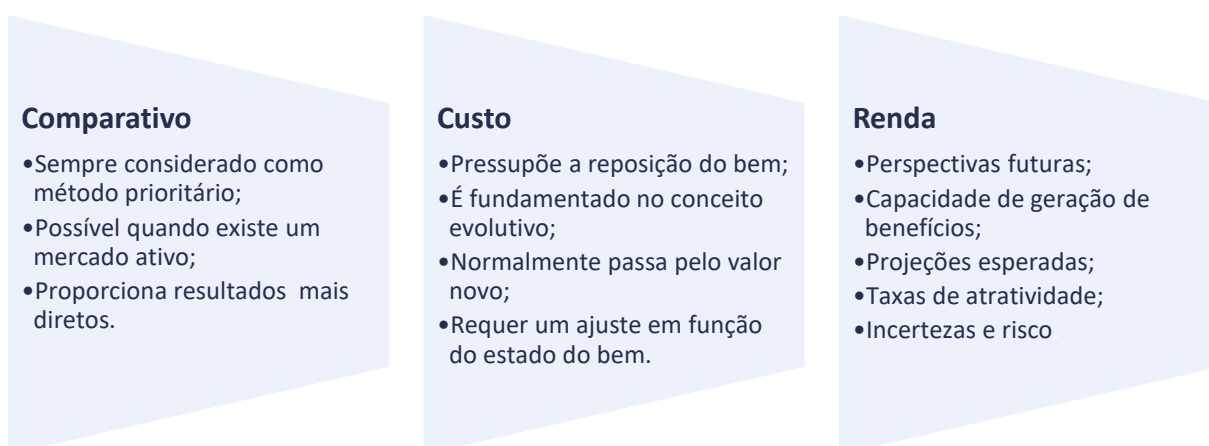 Comparativo
•Sempre considerado como
método prioritário;
•Possível quando existe um
mercado ativo;
•Proporciona resultados  mais
diretos.
Custo
•Pressupõe a reposição do bem;
•É fundamentado no conceito
evolutivo;
•Normalmente passa pelo valor
novo;
•Requer um ajuste em função
do estado do bem.
Renda
•Perspectivas futuras;
•Capacidade de geração de
benefícios;
•Projeções esperadas;
•Taxas de atratividade;
•Incertezas e risco